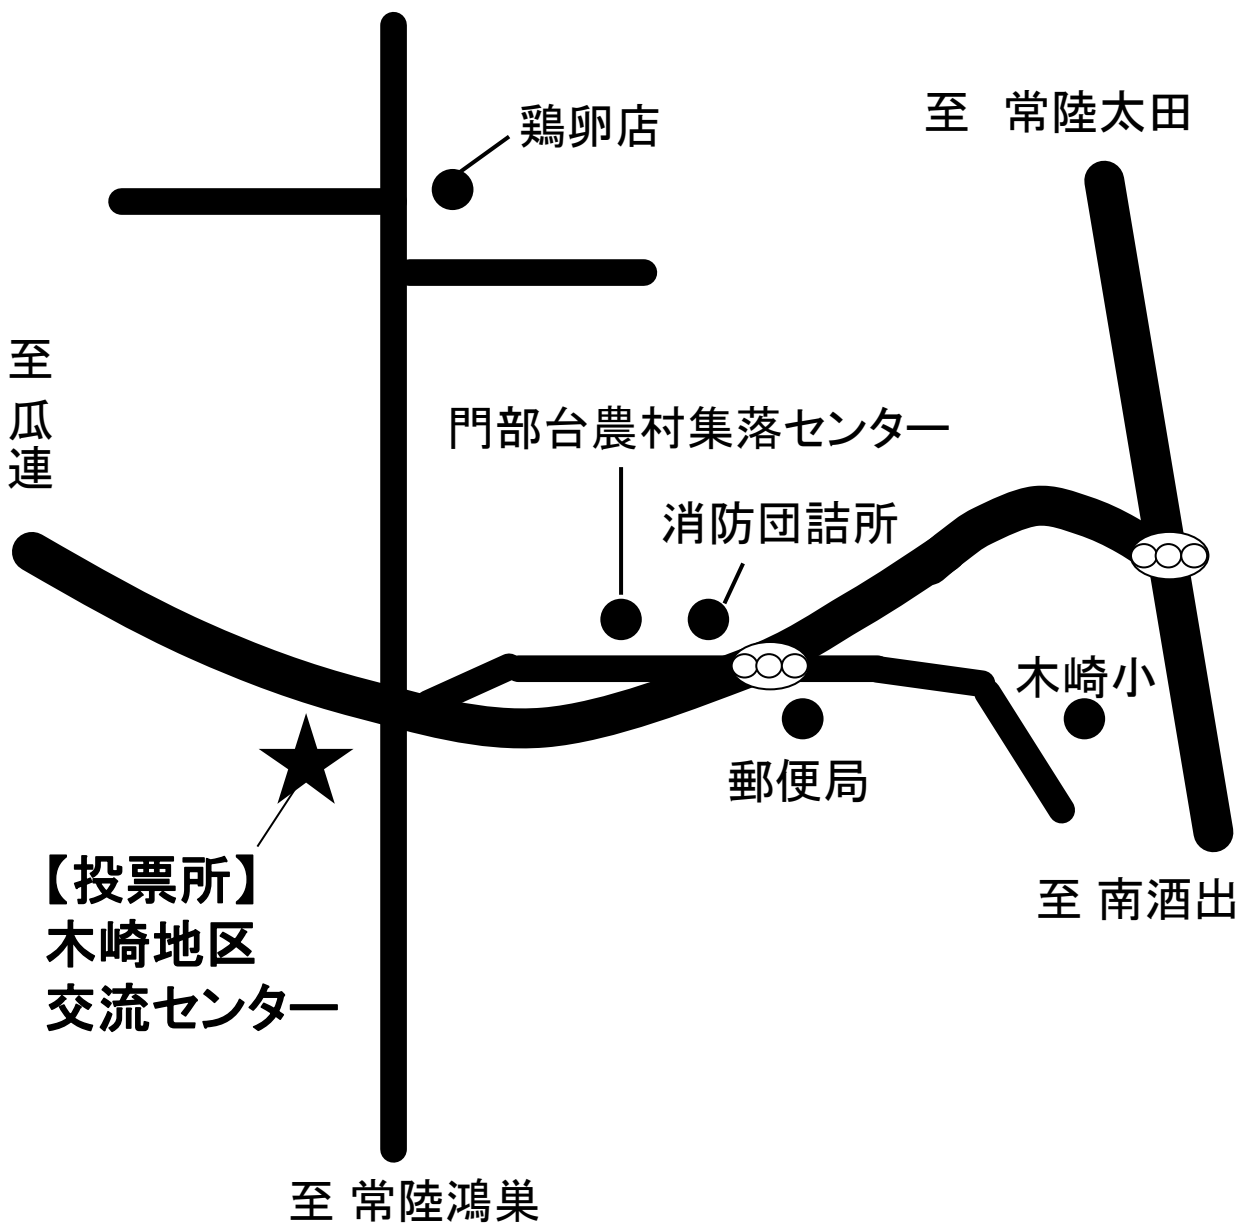 至　常陸太田
鶏卵店
至 瓜連
門部台農村集落センター
消防団詰所
木崎小
郵便局
【投票所】
木崎地区
交流センター
至 南酒出
至 常陸鴻巣